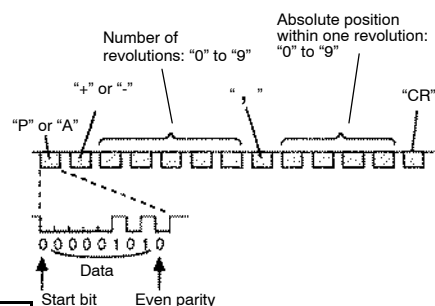 Number of
revolutions: “0” to “9”
Absolute position
within one revolution:
“0” to “9”
“+” or “-”
“ , ”
“CR”
“P” or “A”
0 0 0 0 0 1 0 1 0
Data
Start bit
Even parity